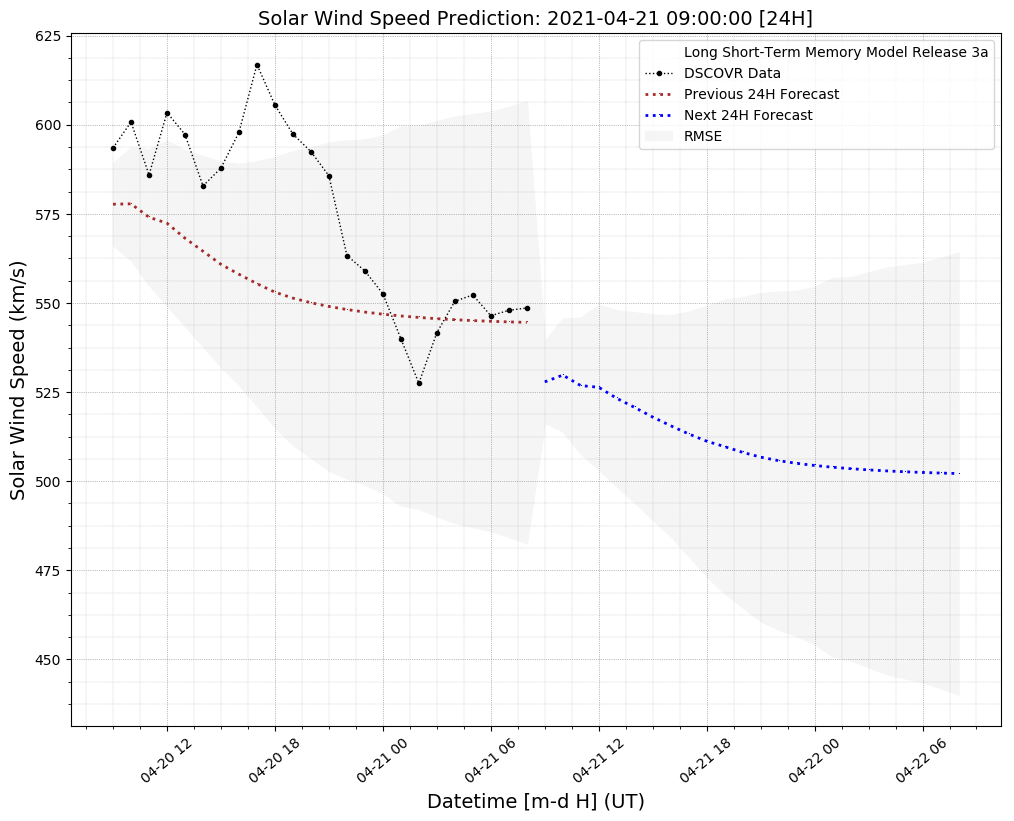 Solar Wind Speed Prediction: 2021-04-21 09:00:00 [24H]
Long Short-Term Memory Model Release 3a
DSCOVR Data
Previous 24H Forecast
Next 24H Forecast
RMSE
Solar Wind Speed (km/s)
625
600
575
550
525
500
475
450
04-20 12
04-20 18
04-21 00
04-21 06
04-21 12
04-21 18
04-22 00
04-22 06
Datetime [m-d H] (UT)